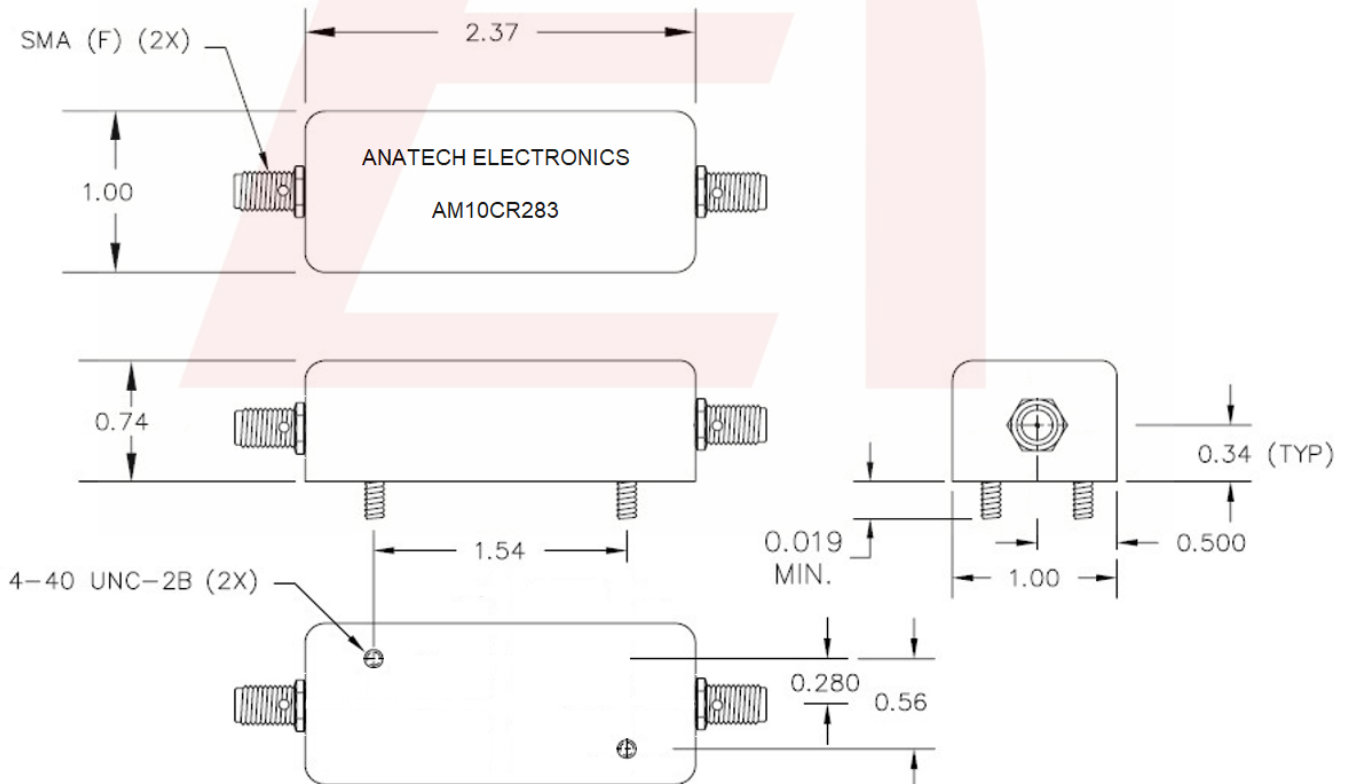 2.37
SMA (F) (2X)
1.00
ANATECH ELECTRONICS
AM10CR283
0.74
0.34 (TYP)
0.019
MIN.
0.500
1.00
1.54
4-40 UNC-2B (2X)
0.280
0.56